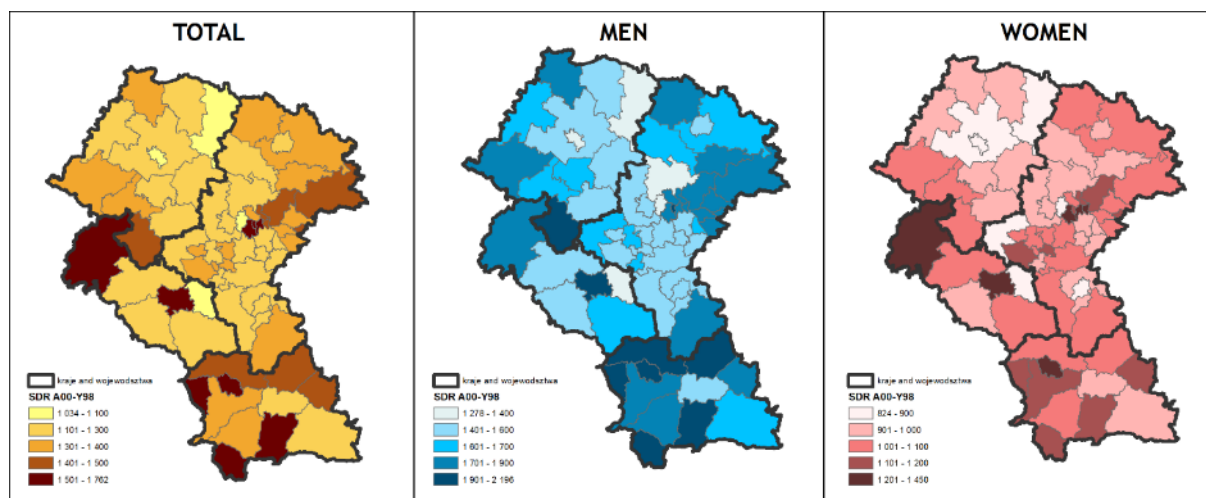 TOTAL
kraje and wojewodsztwa
SDR A00-Y98
1 034 - 1 100
1 101 - 1 300
1 301 - 1 400
1 401 - 1 500
1 501 - 1 762
MEN
kraje and wojewodsztwa
SDR A00-Y98
1 278 - 1 400
1 401 - 1 600
1 601 - 1 700
1 701 - 1 900
1 901 - 2 196
WOMEN
kraje and wojewodsztwa
SDR A00-Y98
824 - 900
901 - 1 000
1 001 - 1 100
1 101 - 1 200
1 201 - 1 450